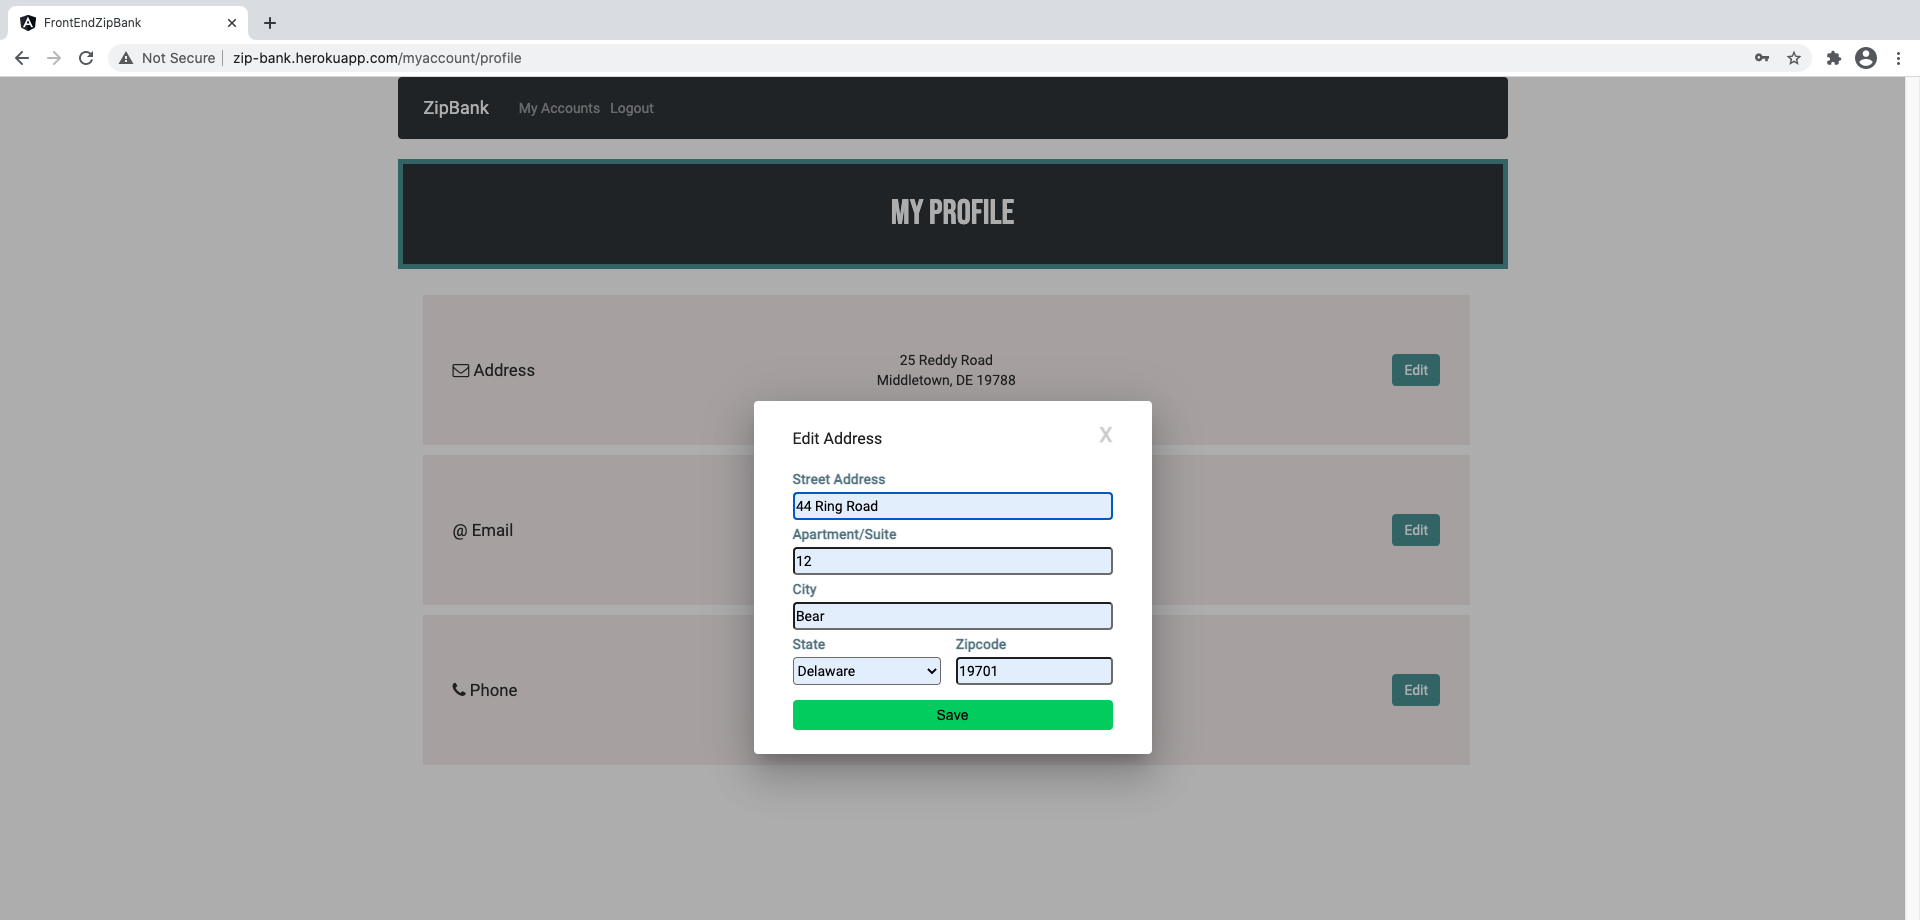 FrontEndZipBank
Not Secure
zip-bank.herokuapp.com/myaccount/profile
ZipBank My Accounts Logout
MY PROFILE
Address
25 Reddy Road
Middletown, DE 19788
Edit
Edit Address
X
Street Address
44 Ring Road
Apartment/Suite
12
City
Bear
State Zipcode
Delaware 19701
Save
@ Email
Edit
Phone
Edit